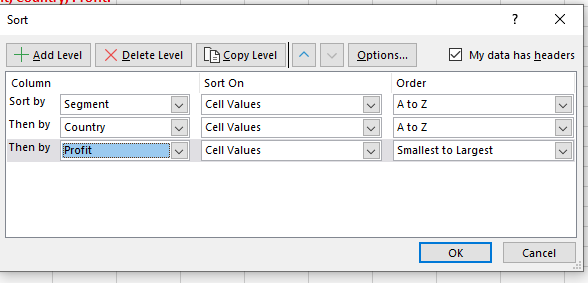 t, Country, Profit.
Sort ? ×
Add Level Delete Level Copy Level Options... My data has headers
Column Sort On Order
Sort by Segment Cell Values A to Z
Then by Country Cell Values A to Z
Then by Profit Cell Values Smallest to Largest
OK Cancel